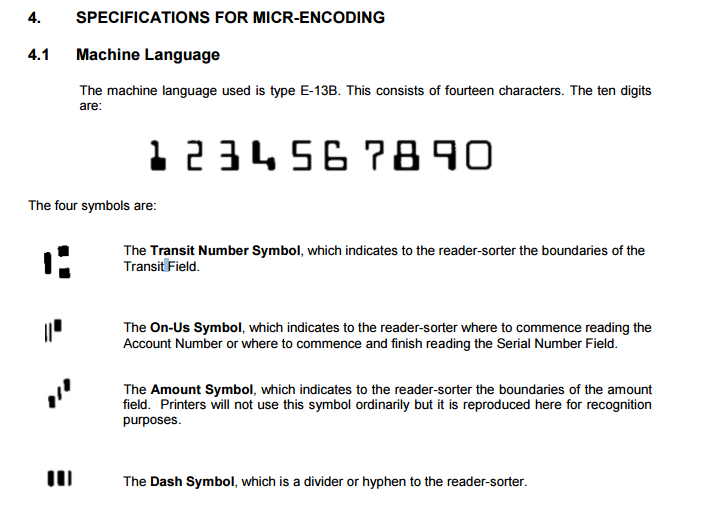 4. SPECIFICATIONS FOR MICR-ENCODING
4.1 Machine Language
The machine language used is type E-13B. This consists of fourteen characters. The ten digits
are:
1 2 3 4 5 6 7 8 9 0
The four symbols are:
⑆ The Transit Number Symbol, which indicates to the reader-sorter the boundaries of the
Transit Field.
⑈ The On-Us Symbol, which indicates to the reader-sorter where to commence reading the
Account Number or where to commence and finish reading the Serial Number Field.
⑇ The Amount Symbol, which indicates to the reader-sorter the boundaries of the amount
field. Printers will not use this symbol ordinarily but it is reproduced here for recognition
purposes.
⑉ The Dash Symbol, which is a divider or hyphen to the reader-sorter.